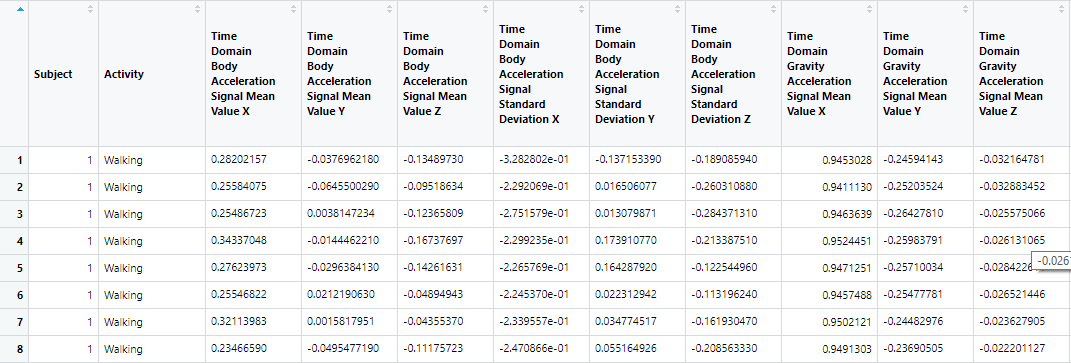 Subject Activity Time Domain Body Acceleration Signal Mean Value X Time Domain Body Acceleration Signal Mean Value Y Time Domain Body Acceleration Signal Mean Value Z Time Domain Body Acceleration Signal Standard Deviation X Time Domain Body Acceleration Signal Standard Deviation Y Time Domain Body Acceleration Signal Standard Deviation Z Time Domain Gravity Acceleration Signal Mean Value X Time Domain Gravity Acceleration Signal Mean Value Y Time Domain Gravity Acceleration Signal Mean Value Z
1 1 Walking 0.28202157 -0.0376962180 -0.13489730 -3.282802e-01 -0.137153390 -0.189085940 0.9453028 -0.24594143 -0.032164781
2 1 Walking 0.25584075 -0.0645500290 -0.09518634 -2.292069e-01 0.016506077 -0.260310880 0.9411130 -0.25203524 -0.032883452
3 1 Walking 0.25486723 0.0038147234 -0.12365809 -2.751579e-01 0.013079871 -0.284371310 0.9463639 -0.26427810 -0.025575066
4 1 Walking 0.34337048 -0.0144462210 -0.16737697 -2.299235e-01 0.173910770 -0.213387510 0.9524451 -0.25983791 -0.026131065
5 1 Walking 0.27623973 -0.0296384130 -0.14261631 -2.265769e-01 0.164287920 -0.122544960 0.9471251 -0.25710034
6 1 Walking 0.25546822 0.0212190630 -0.04894943 -2.245370e-01 0.022312942 -0.113196240 0.9457488 -0.25477781 -0.026521446
7 1 Walking 0.32113983 0.0015817951 -0.04355370 -2.339557e-01 0.034774517 -0.161930470 0.9502121 -0.24482976 -0.023627905
8 1 Walking 0.23466590 -0.0495477190 -0.11175723 -2.470866e-01 0.055164926 -0.208563330 0.9491303 -0.23690505 -0.022201127